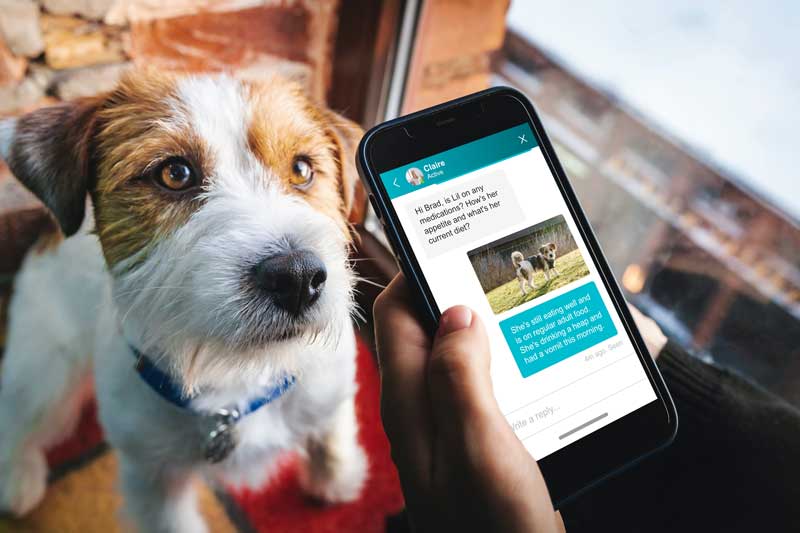 Claire
Active
Hi Brad, is Lil on any
medications? How's her
appetite and what's her
current diet?
She's still eating well and
is on regular adult food.
She's drinking a heap and
had a vomit this morning.
4m ago. Seen
Write a reply...